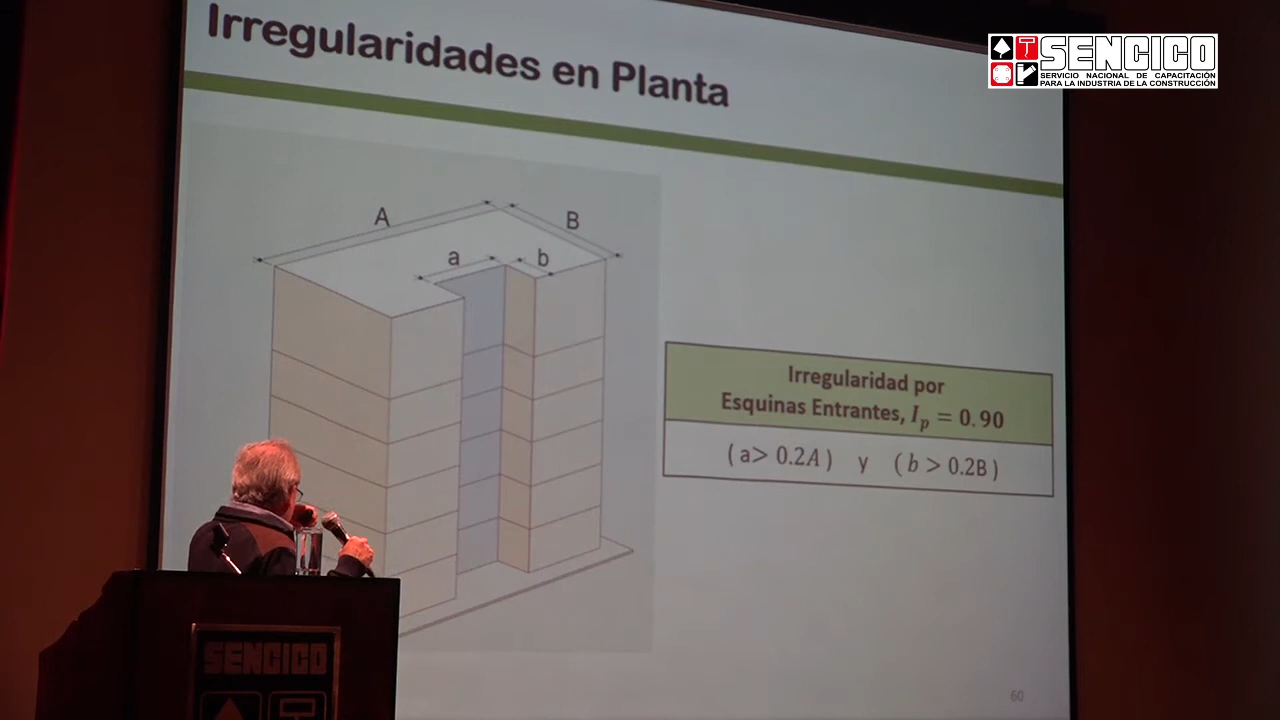 Irregularidades en Planta
SENCICO
SERVICIO NACIONAL DE CAPACITACIÓN
PARA LA INDUSTRIA DE LA CONSTRUCCIÓN
A
B
a
b
Irregularidad por
Esquinas Entrantes, Iₚ = 0.90
( a> 0.2A ) y ( b > 0.2B )
SENCICO
60